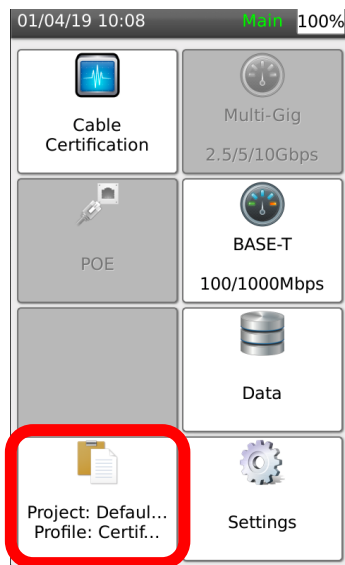 01/04/19 10:08 Main 100%
Cable
Certification
Multi-Gig
2.5/5/10Gbps
POE
BASE-T
100/1000Mbps
Data
Project: Defaul...
Profile: Certif...
Settings